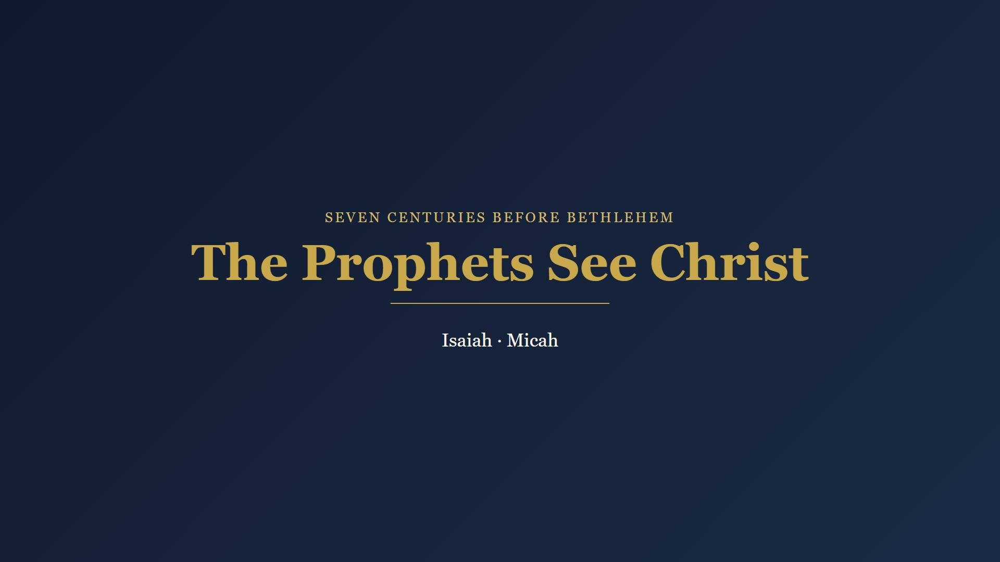 SEVEN CENTURIES BEFORE BETHLEHEM
The Prophets See Christ
Isaiah · Micah